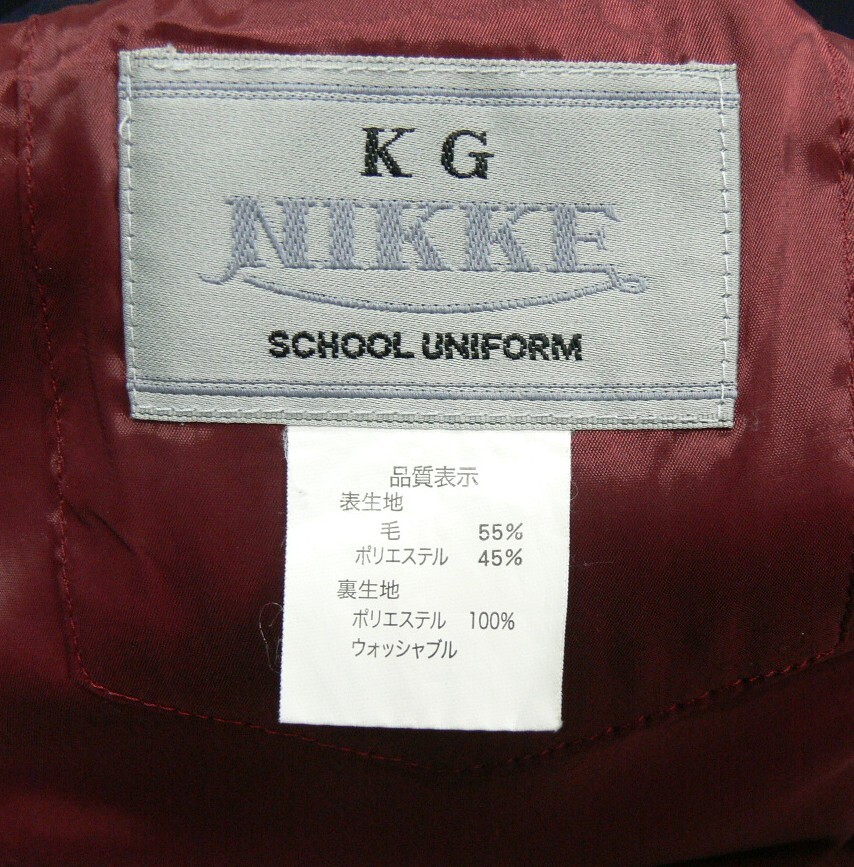 K G
NIKKE
SCHOOL UNIFORM
品質表示
表生地
毛 55%
ポリエステル 45%
裏生地
ポリエステル 100%
ウォッシャブル